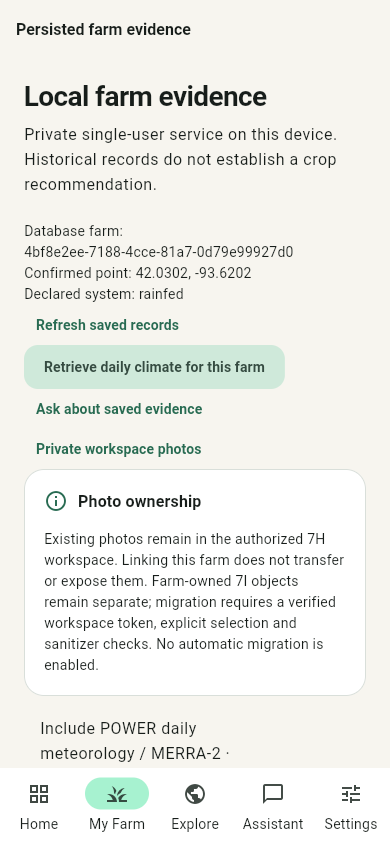 Persisted farm evidence
Local farm evidence
Private single-user service on this device.
Historical records do not establish a crop
recommendation.
Database farm:
4bf8e2ee-7188-4cce-81a7-0d79e99927d0
Confirmed point: 42.0302, -93.6202
Declared system: rainfed
Refresh saved records
Retrieve daily climate for this farm
Ask about saved evidence
Private workspace photos
Photo ownership
Existing photos remain in the authorized 7H
workspace. Linking this farm does not transfer
or expose them. Farm-owned 7I objects
remain separate; migration requires a verified
workspace token, explicit selection and
sanitizer checks. No automatic migration is
enabled.
Include POWER daily
meteorology / MERRA-2 ·
Home
My Farm
Explore
Assistant
Settings